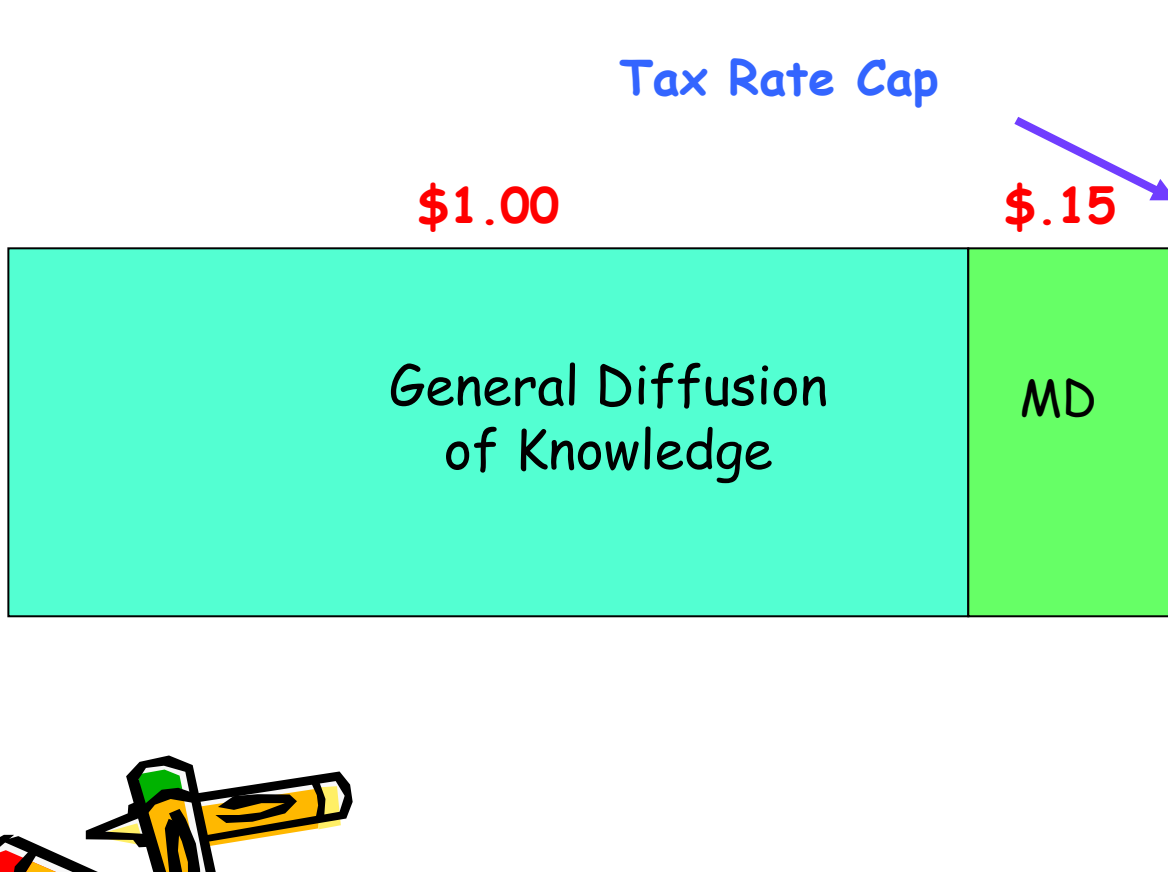 Tax Rate Cap
$1.00
$.15
General Diffusion
of Knowledge
MD